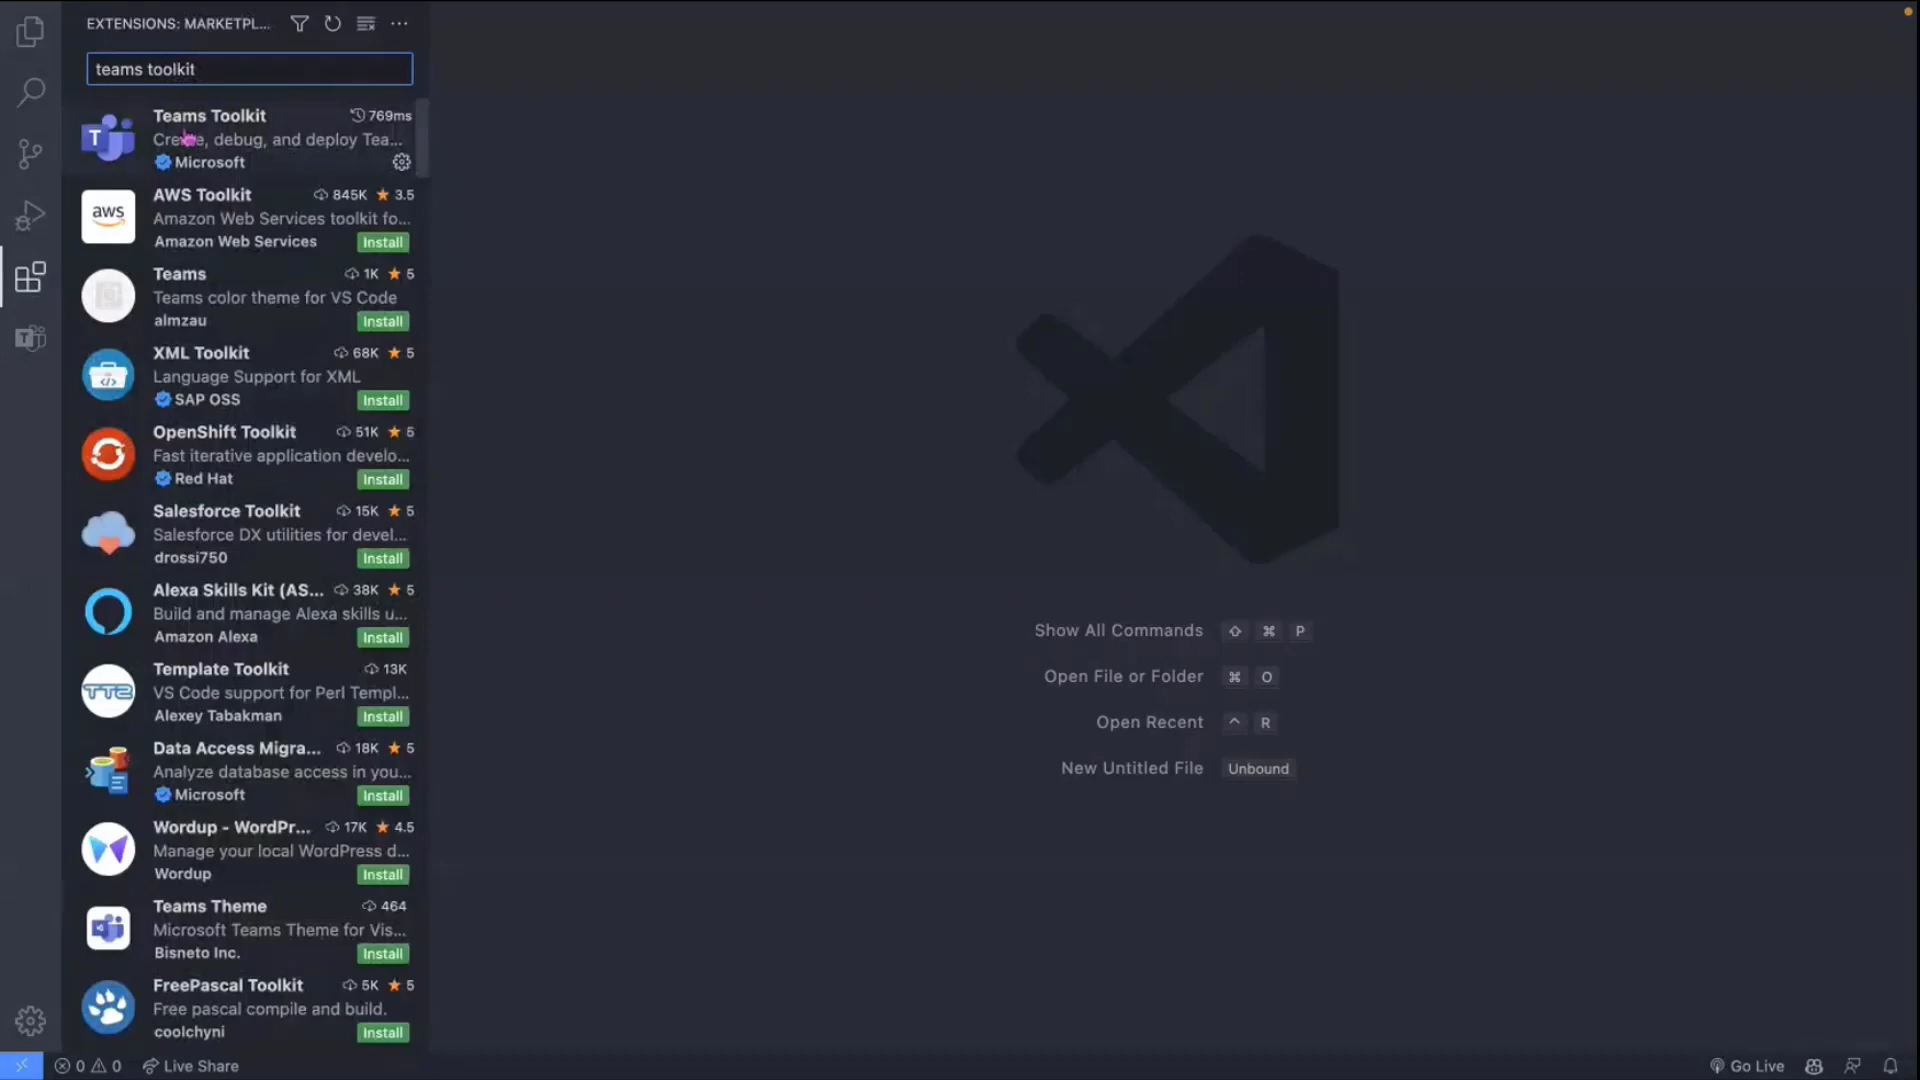 EXTENSIONS: MARKETPL...
teams toolkit
Teams Toolkit 769ms
Create, debug, and deploy Tea...
Microsoft
AWS Toolkit 845K 3.5
Amazon Web Services toolkit fo...
Amazon Web Services Install
Teams 1K 5
Teams color theme for VS Code
almzau Install
XML Toolkit 68K 5
Language Support for XML
SAP OSS Install
OpenShift Toolkit 51K 5
Fast iterative application develo...
Red Hat Install
Salesforce Toolkit 15K 5
Salesforce DX utilities for devel...
drossi750 Install
Alexa Skills Kit (AS... 38K 5
Build and manage Alexa skills u...
Amazon Alexa Install
Template Toolkit 13K
VS Code support for Perl Templ...
Alexey Tabakman Install
Data Access Migra... 18K 5
Analyze database access in you...
Microsoft Install
Wordup - WordPr... 17K 4.5
Manage your local WordPress d...
Wordup Install
Teams Theme 464
Microsoft Teams Theme for Vis...
Bisneto Inc. Install
FreePascal Toolkit 5K 5
Free pascal compile and build.
coolchyni Install
T
aws
TT2
T
Show All Commands ⇧ ⌘ P
Open File or Folder ⌘ O
Open Recent ^ R
New Untitled File Unbound
0 0 Live Share
Go Live